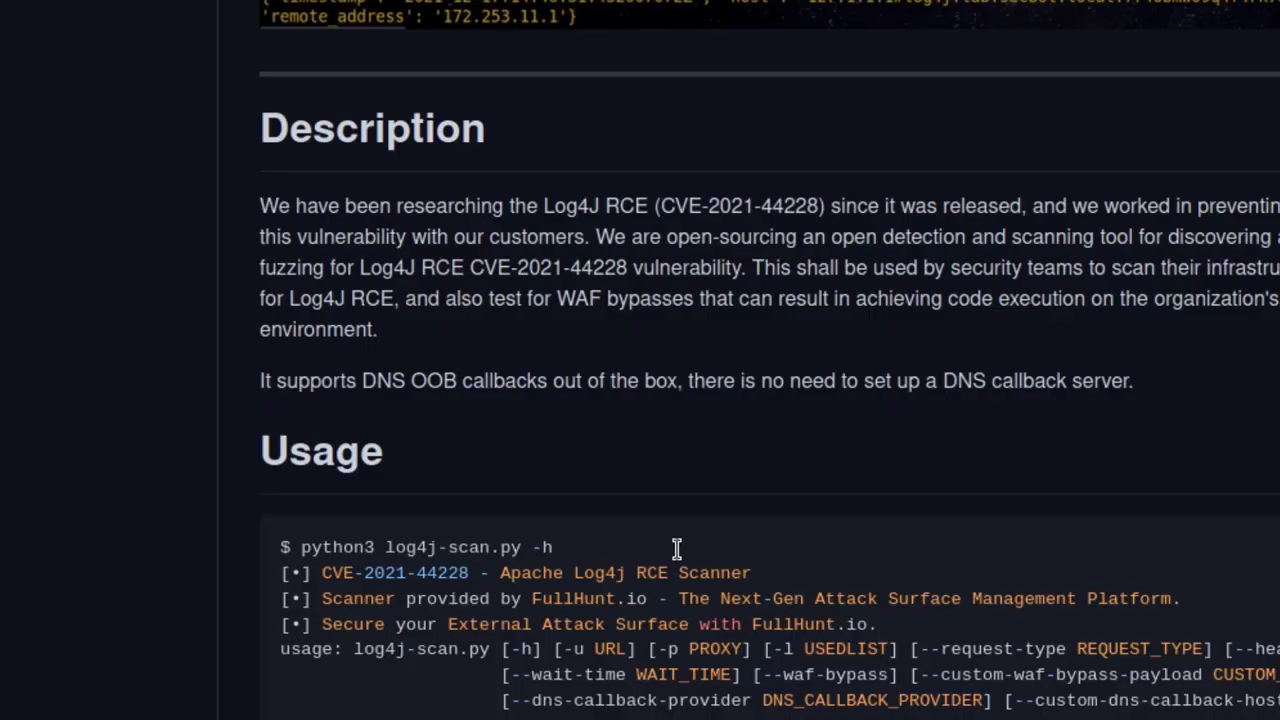 'remote_address': '172.253.11.1'}
Description
We have been researching the Log4J RCE (CVE-2021-44228) since it was released, and we worked in
this vulnerability with our customers. We are open-sourcing an open detection and scanning tool for discovering
fuzzing for Log4J RCE CVE-2021-44228 vulnerability. This shall be used by security teams to scan their
for Log4J RCE, and also test for WAF bypasses that can result in achieving code execution on the organization's
environment.
It supports DNS OOB callbacks out of the box, there is no need to set up a DNS callback server.
Usage
$ python3 log4j-scan.py -h
[•] CVE-2021-44228 - Apache Log4j RCE Scanner
[•] Scanner provided by FullHunt.io - The Next-Gen Attack Surface Management Platform.
[•] Secure your External Attack Surface with FullHunt.io.
usage: log4j-scan.py [-h] [-u URL] [-p PROXY] [-l USEDLIST] [--request-type REQUEST_TYPE]
[--wait-time WAIT_TIME] [--waf-bypass] [--custom-waf-bypass-payload
[--dns-callback-provider DNS_CALLBACK_PROVIDER]